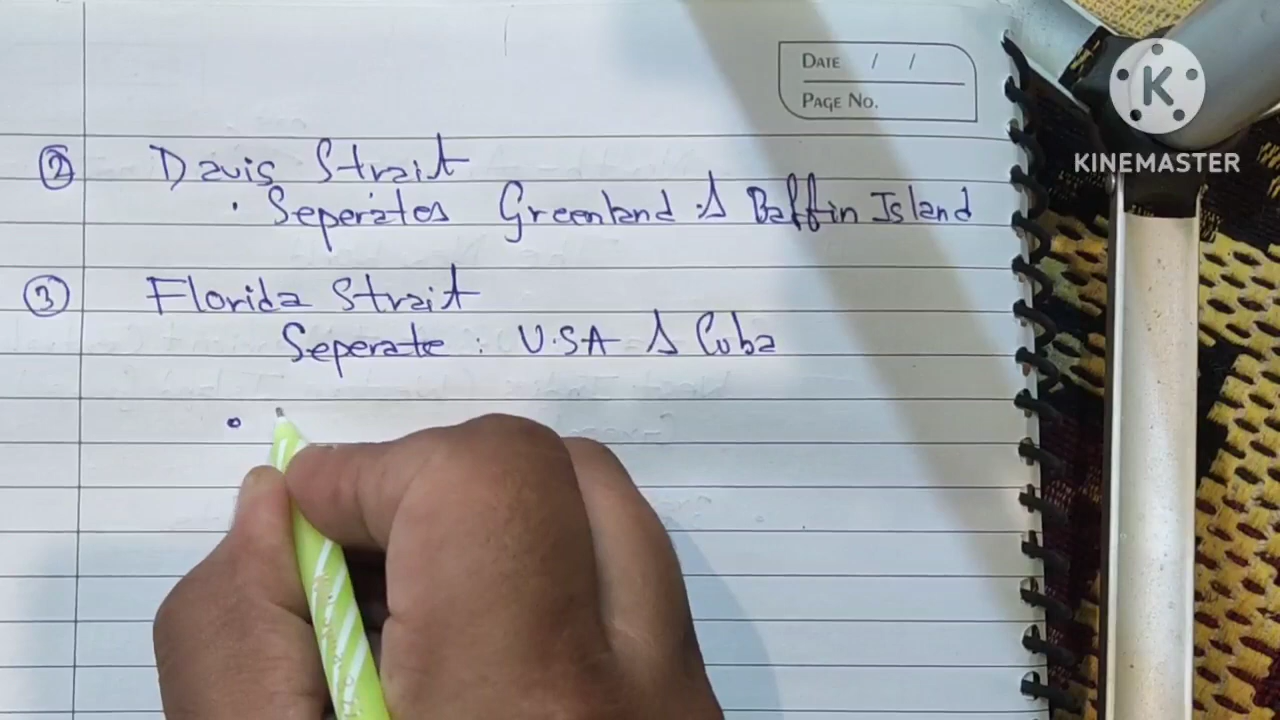 DATE / /
PAGE No.
K
KINEMASTER
② Davis Strait
• Seperates Greenland & Baffin Island
③ Florida Strait
Seperate : U.S.A & Cuba